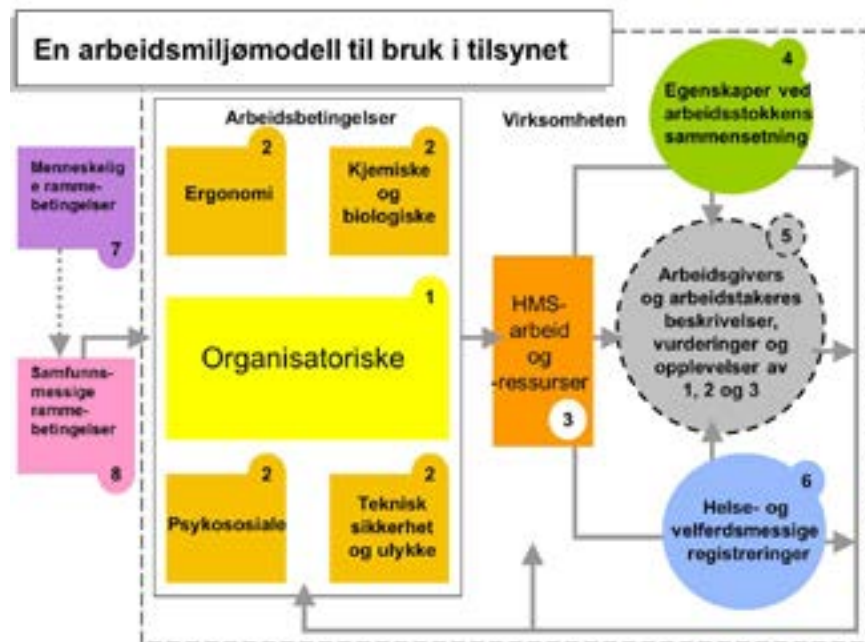 En arbeidsmiljømodell til bruk i tilsynet
Arbeidsbetingelser
Virksomheten
4
Egenskaper ved
arbeidsstokkens
sammensetning
Menneskelig
e ramme-
betingelser
7
2
Ergonomi
2
Kjemiske
og
biologiske
1
Organisatoriske
HMS-
arbeid
og
-ressurser
3
5
Arbeidsgivers
og arbeidstakeres
beskrivelser,
vurderinger og
opplevelser av
1, 2 og 3
Samfunns-
messige
ramme-
betingelser
8
2
Psykososiale
2
Teknisk
sikkerhet
og ulykke
6
Helse- og
velferdsmessige
registreringer